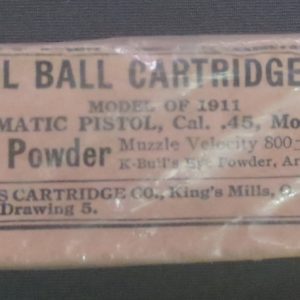 L BALL CARTRIDGE
MODEL OF 1911
MATIC PISTOL, Cal. .45, Mo
Powder
Muzzle Velocity 800
K-Bull's Eye Powder, Ar
S CARTRIDGE CO., King's Mills, O
Drawing 5.